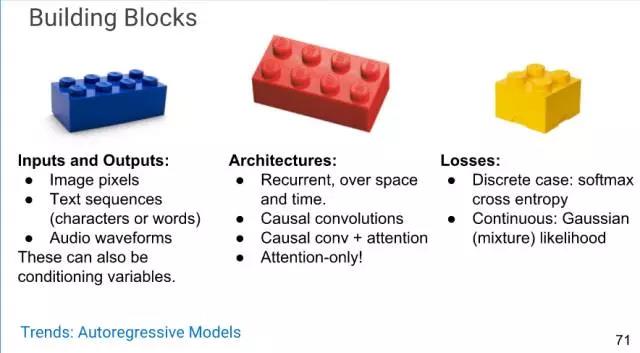 Building Blocks
Inputs and Outputs:
● Image pixels
● Text sequences
(characters or words)
● Audio waveforms
These can also be
conditioning variables.
Architectures:
● Recurrent, over space
and time.
● Causal convolutions
● Causal conv + attention
● Attention-only!
Losses:
● Discrete case: softmax
cross entropy
● Continuous: Gaussian
(mixture) likelihood
Trends: Autoregressive Models
71